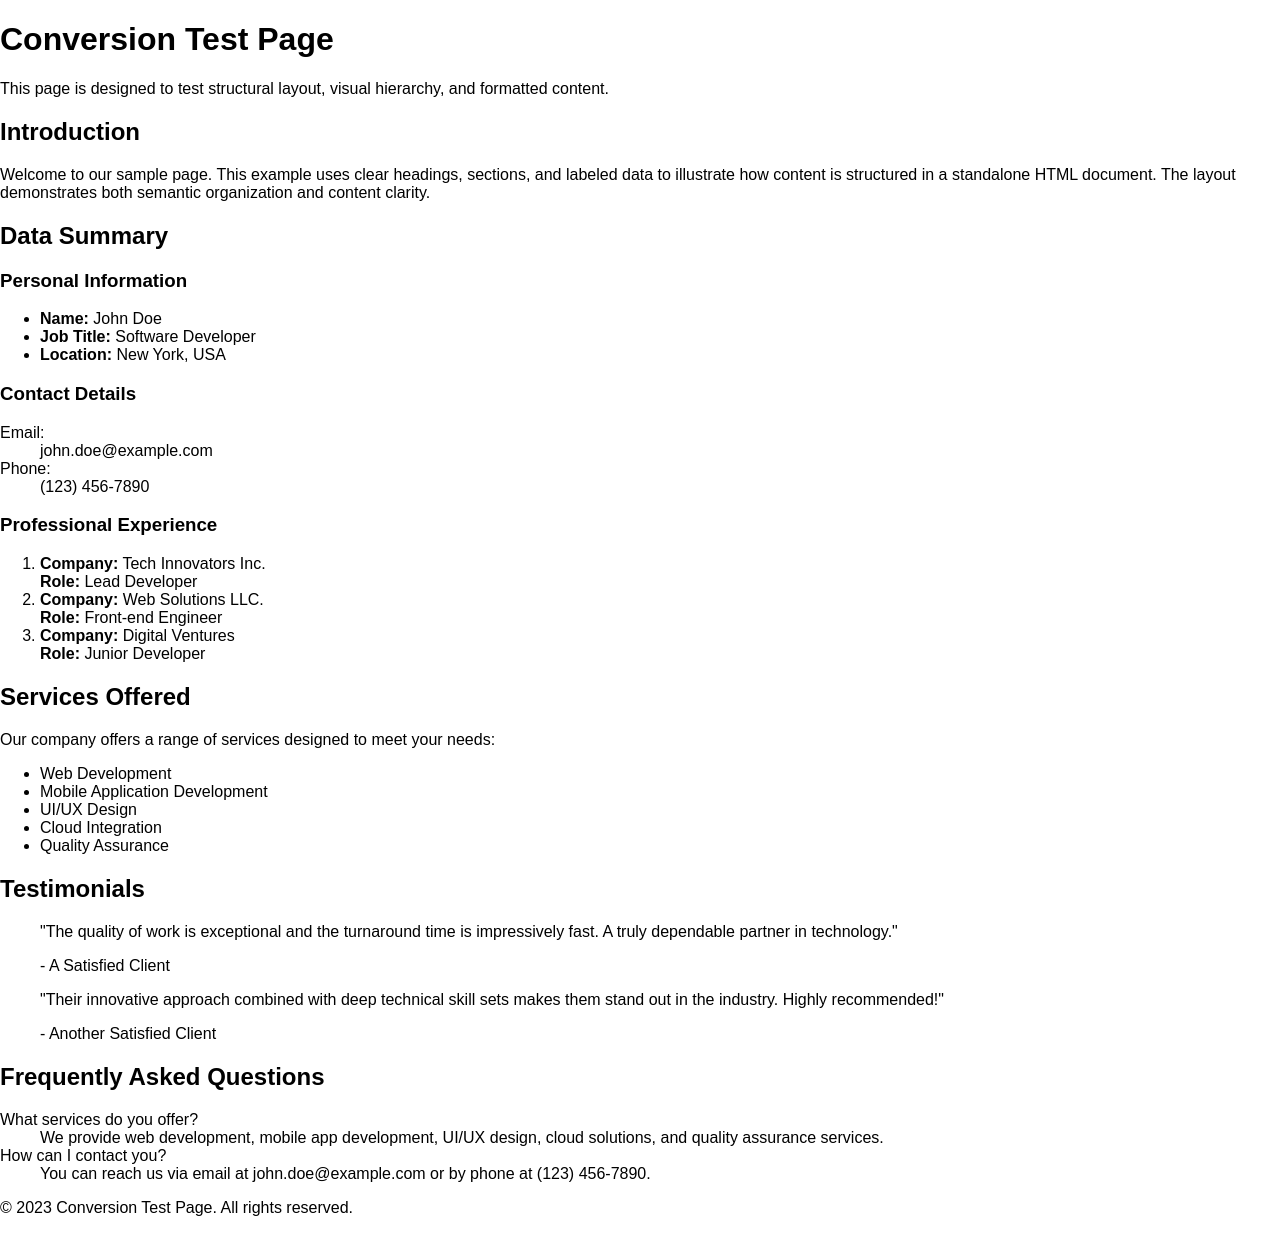 Conversion Test Page
This page is designed to test structural layout, visual hierarchy, and formatted content.
Introduction
Welcome to our sample page. This example uses clear headings, sections, and labeled data to illustrate how content is structured in a standalone HTML document. The layout
demonstrates both semantic organization and content clarity.
Data Summary
Personal Information
• Name: John Doe
• Job Title: Software Developer
• Location: New York, USA
Contact Details
Email:
john.doe@example.com
Phone:
(123) 456-7890
Professional Experience
1. Company: Tech Innovators Inc.
Role: Lead Developer
2. Company: Web Solutions LLC.
Role: Front-end Engineer
3. Company: Digital Ventures
Role: Junior Developer
Services Offered
Our company offers a range of services designed to meet your needs:
• Web Development
• Mobile Application Development
• UI/UX Design
• Cloud Integration
• Quality Assurance
Testimonials
"The quality of work is exceptional and the turnaround time is impressively fast. A truly dependable partner in technology."
- A Satisfied Client
"Their innovative approach combined with deep technical skill sets makes them stand out in the industry. Highly recommended!"
- Another Satisfied Client
Frequently Asked Questions
What services do you offer?
We provide web development, mobile app development, UI/UX design, cloud solutions, and quality assurance services.
How can I contact you?
You can reach us via email at john.doe@example.com or by phone at (123) 456-7890.
© 2023 Conversion Test Page. All rights reserved.